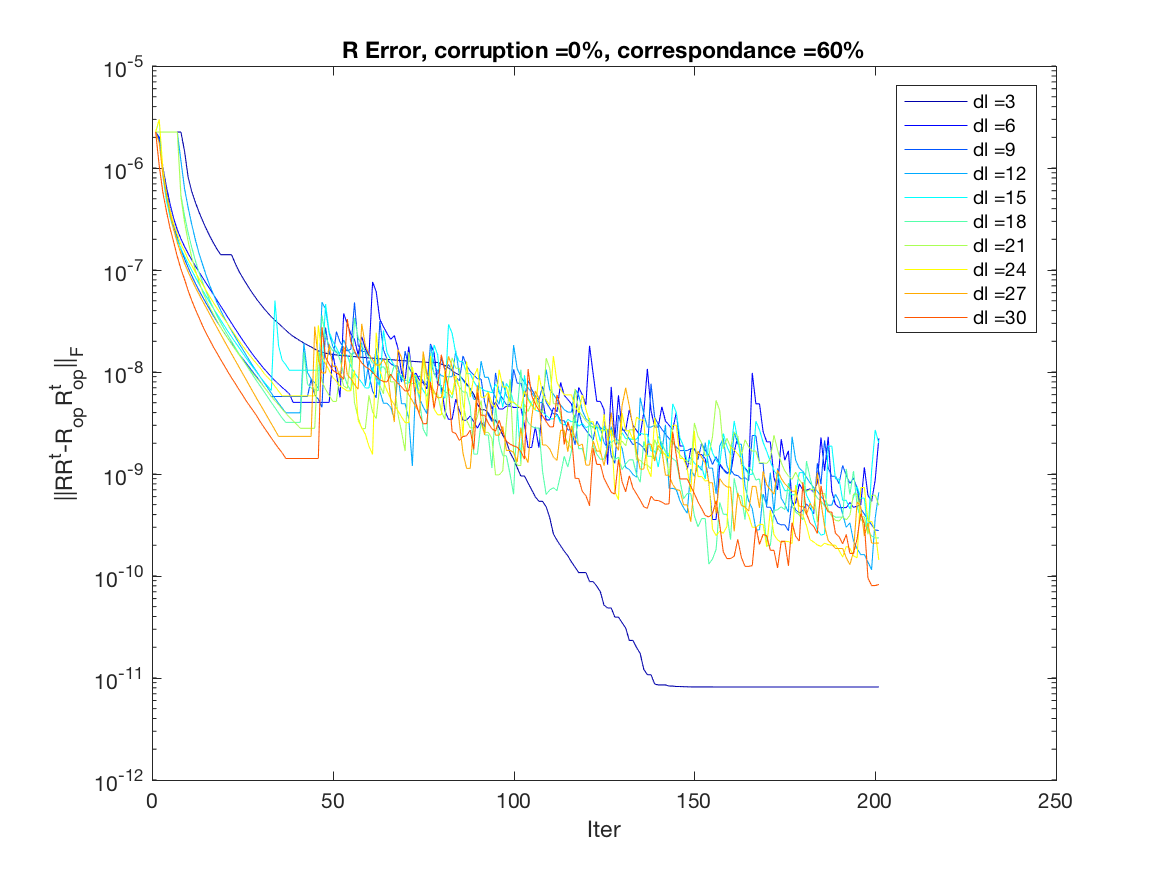 R Error, corruption =0%, correspondance =60%
10^-5
10^-6
10^-7
10^-8
10^-9
10^-10
10^-11
10^-12
||RR^t-R_op R^t_op||_F
0 50 100 150 200 250
Iter
dl =3
dl =6
dl =9
dl =12
dl =15
dl =18
dl =21
dl =24
dl =27
dl =30